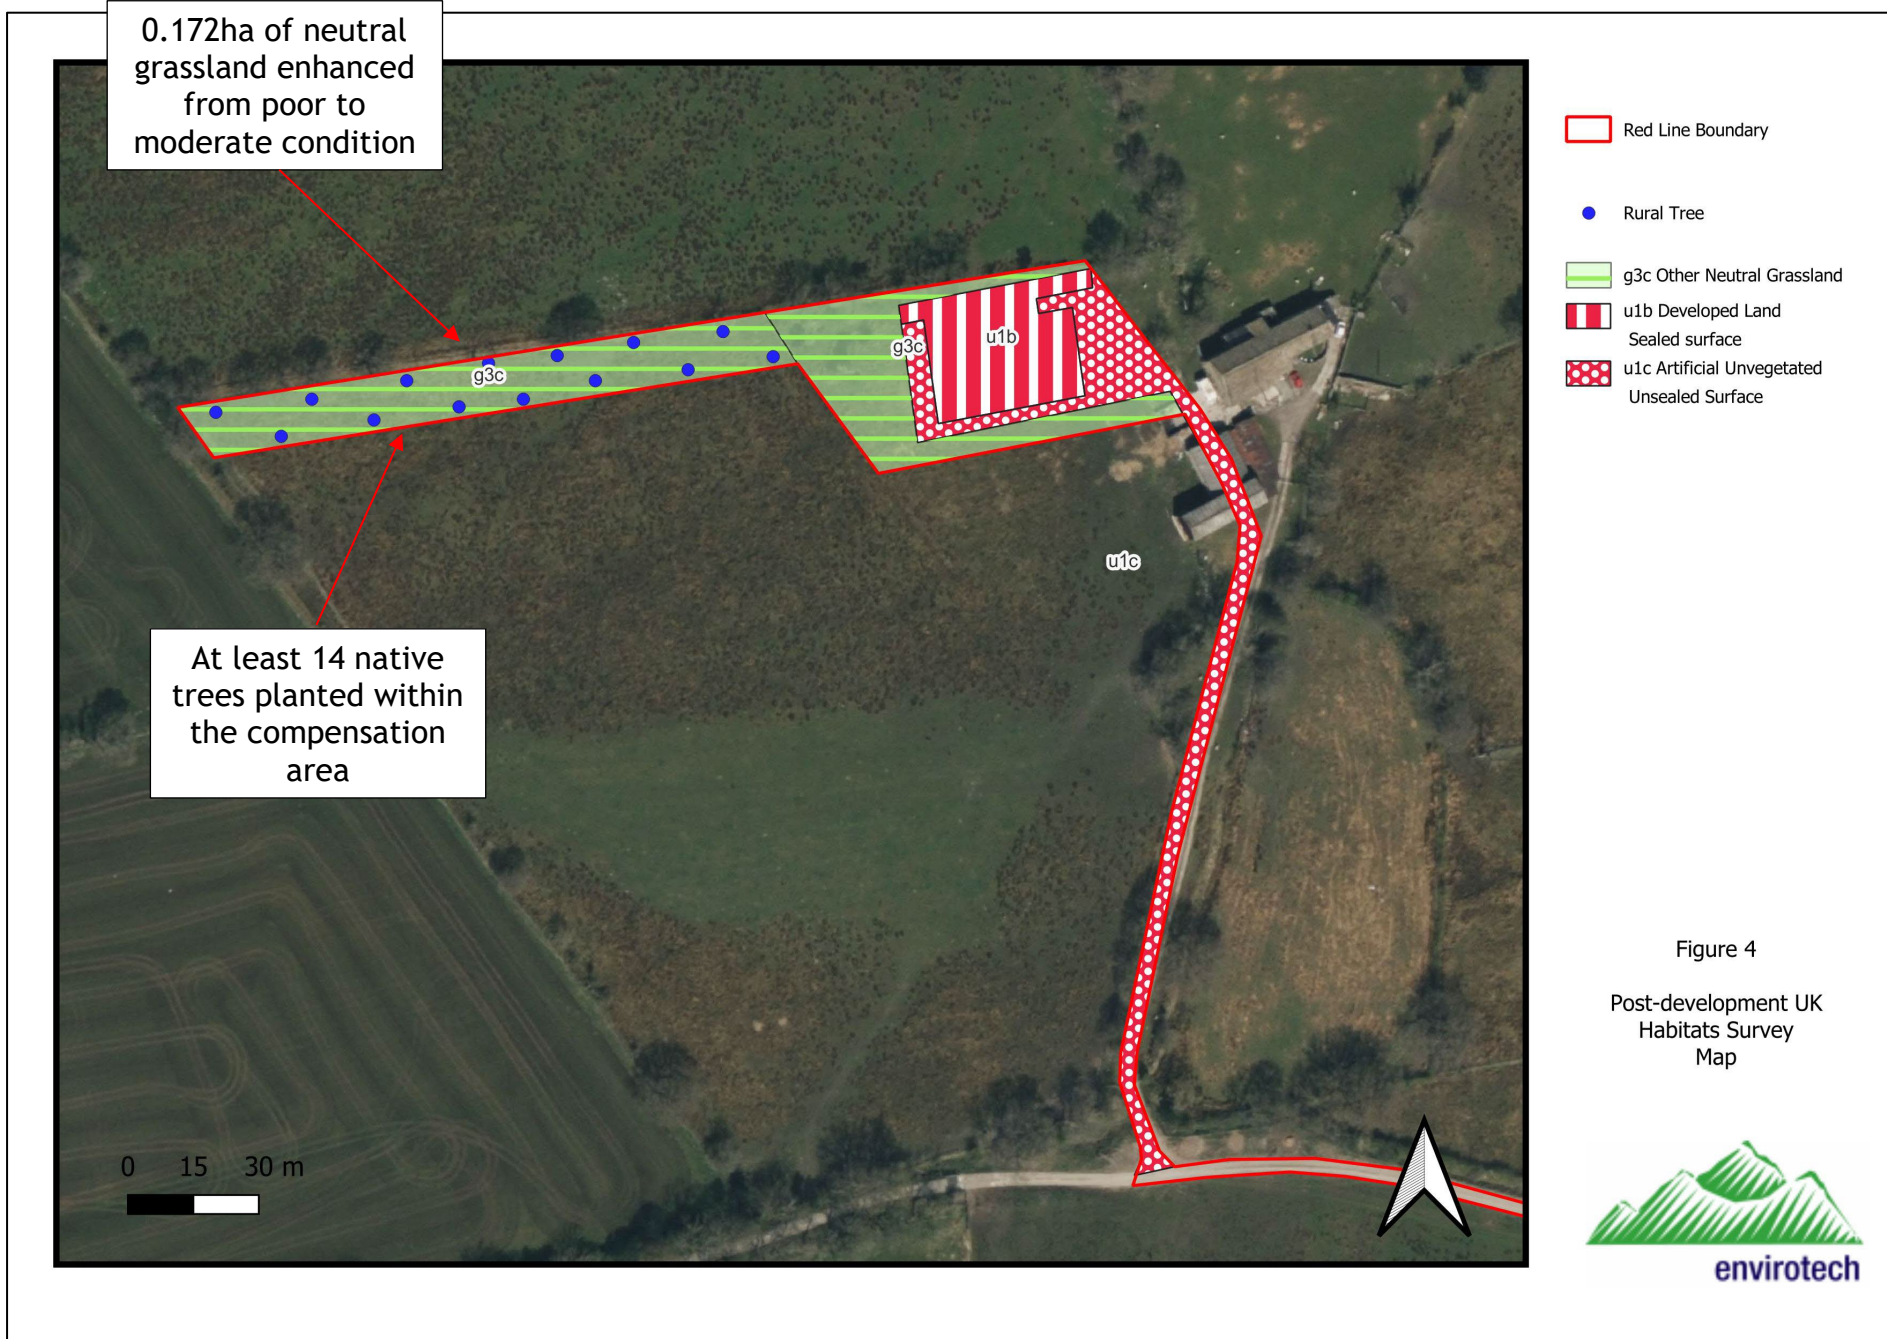 0.172ha of neutral
grassland enhanced
from poor to
moderate condition
At least 14 native
trees planted within
the compensation
area
g3c
g3c
u1b
u1c
0 15 30 m
Red Line Boundary
Rural Tree
g3c Other Neutral Grassland
u1b Developed Land
Sealed surface
u1c Artificial Unvegetated
Unsealed Surface
Figure 4
Post-development UK
Habitats Survey
Map
envirotech